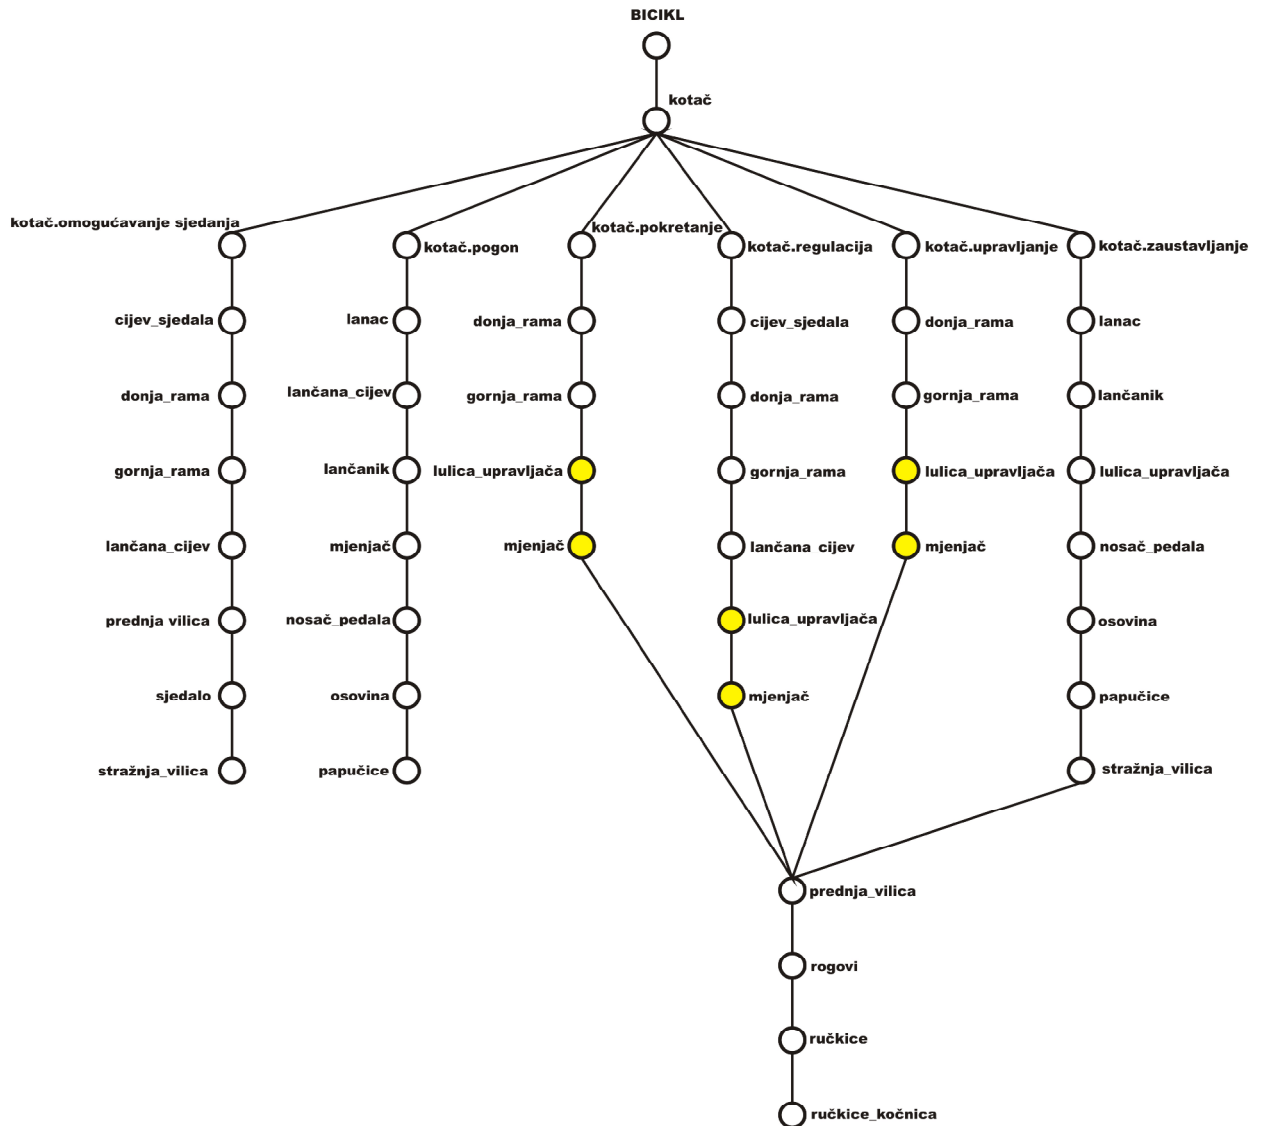 BICIKL
kotač
kotač.omogućavanje sjedanja
kotač.pogon
kotač.pokretanje
kotač.regulacija
kotač.upravljanje
kotač.zaustavljanje
cijev_sjedala
lanac
donja_rama
cijev_sjedala
donja_rama
lanac
donja_rama
lančana_cijev
gornja_rama
donja_rama
gornja_rama
lančanik
gornja_rama
lančanik
lulica_upravljača
gornja_rama
lulica_upravljača
lulica_upravljača
lančana_cijev
mjenjač
mjenjač
lančana cijev
mjenjač
nosač_pedala
prednja vilica
nosač_pedala
lulica_upravljača
osovina
sjedalo
osovina
mjenjač
papučice
stražnja_vilica
papučice
stražnja_vilica
prednja_vilica
rogovi
ručkice
ručkice_kočnica